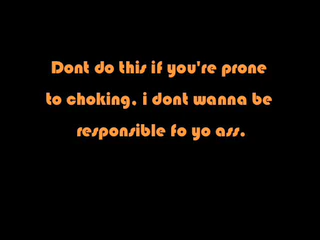 Dont do this if you're prone
to choking, i dont wanna be
responsible fo yo ass.